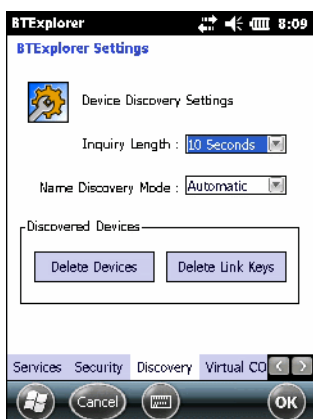 BTExplorer 8:09
BTExplorer Settings
Device Discovery Settings
Inquiry Length : 10 Seconds
Name Discovery Mode : Automatic
Discovered Devices
Delete Devices Delete Link Keys
Services Security Discovery Virtual CO
Cancel OK